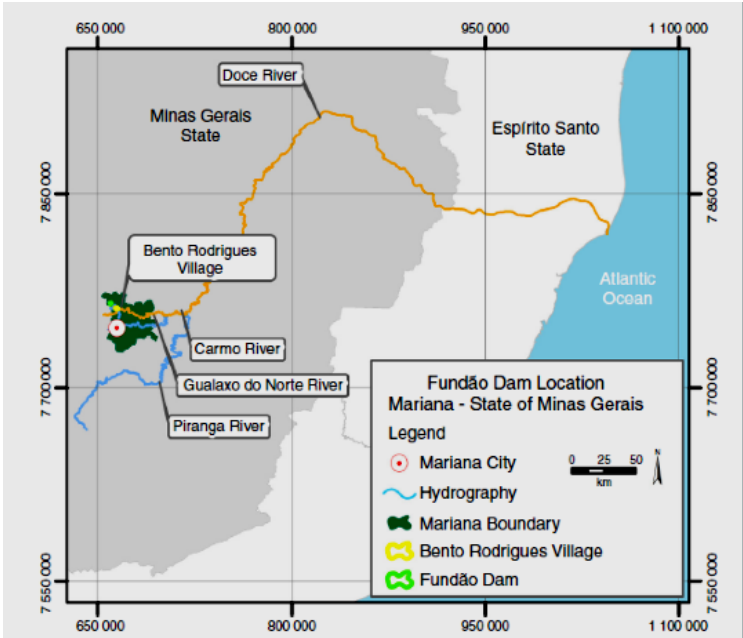 650 000
800 000
950 000
1 100 000
Doce River
Minas Gerais
State
Espírito Santo
State
7 850 000
7 850 000
Bento Rodrigues
Village
Atlantic
Ocean
Carmo River
Gualaxo do Norte River
Piranga River
7 700 000
7 700 000
Fundão Dam Location
Mariana - State of Minas Gerais
Legend
Mariana City
0 25 50
km
N
Hydrography
Mariana Boundary
Bento Rodrigues Village
Fundão Dam
7 550 000
7 550 000
650 000
800 000
950 000
1 100 000